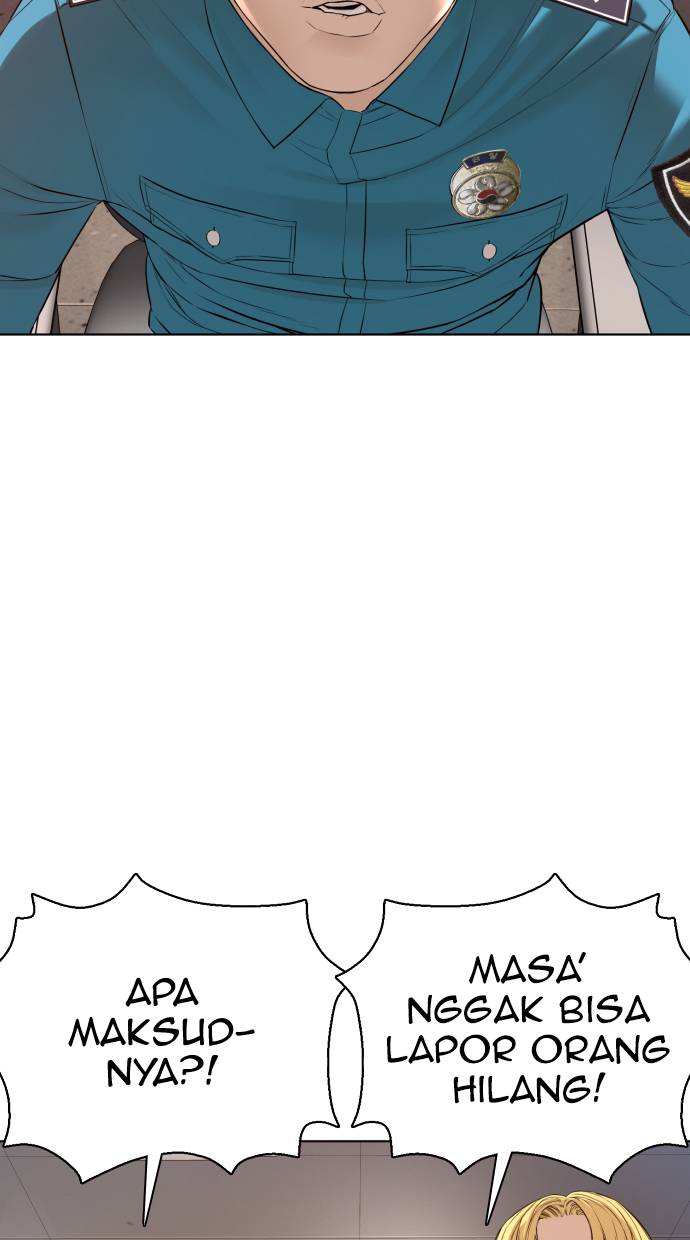 APA
MAKSUD-
NYA?!
MASA'
NGGAK BISA
LAPOR ORANG
HILANG!